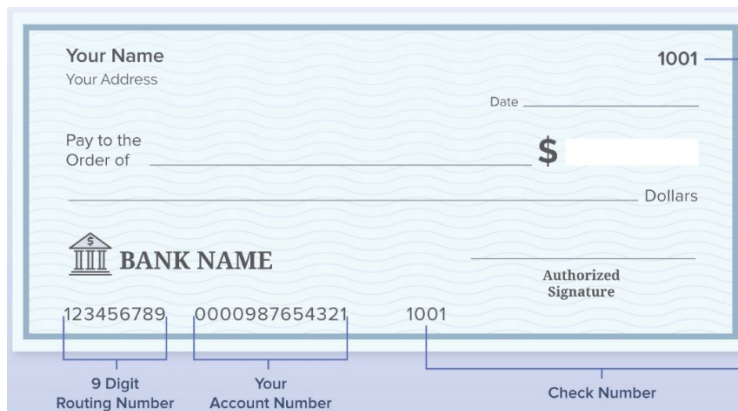 Your Name
1001
Your Address
Date
Pay to the
Order of
$
Dollars
$
BANK NAME
Authorized
Signature
123456789 0000987654321 1001
9 Digit
Routing Number
Your
Account Number
Check Number